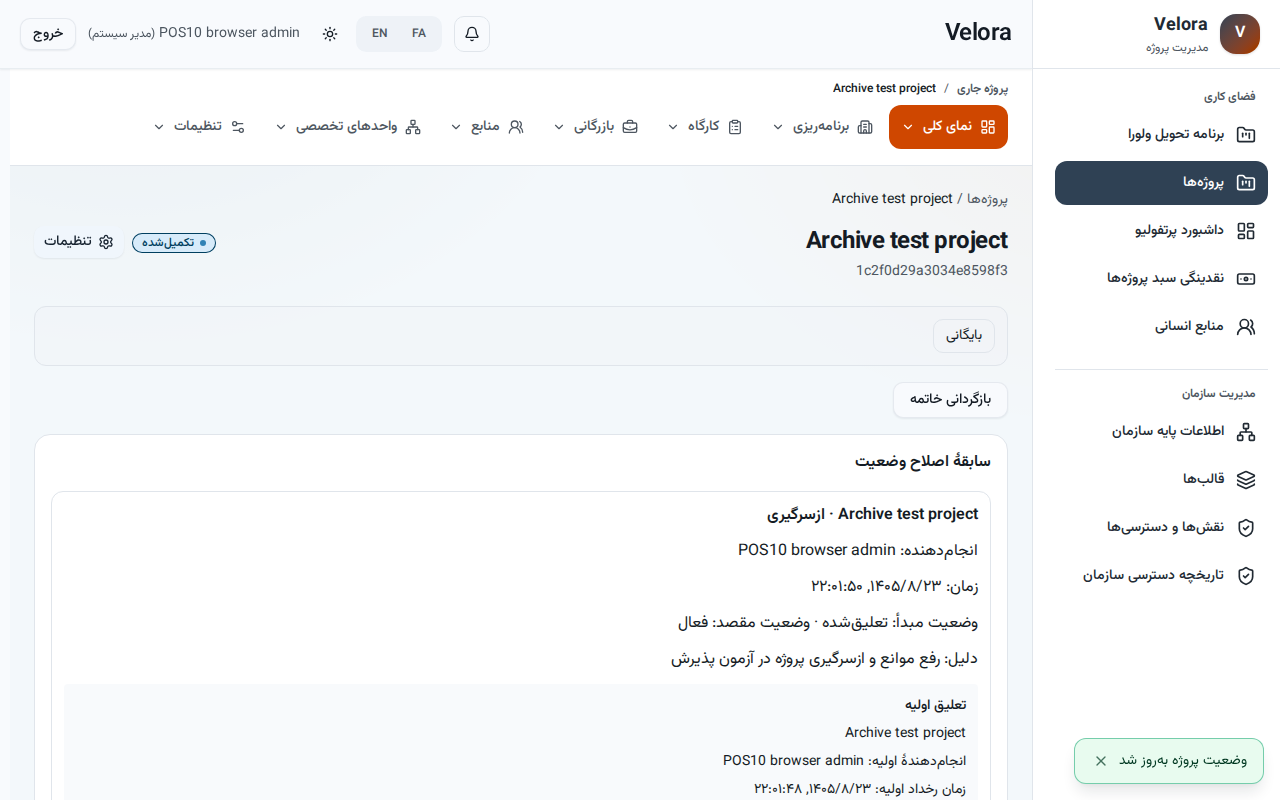 V
Velora
مدیریت پروژه
فضای کاری
برنامه تحویل ولورا
پروژه‌ها
داشبورد پرتفولیو
نقدینگی سبد پروژه‌ها
منابع انسانی
مدیریت سازمان
اطلاعات پایه سازمان
قالب‌ها
نقش‌ها و دسترسی‌ها
تاریخچه دسترسی سازمان
وضعیت پروژه به‌روز شد
Velora
FA EN
POS10 browser admin (مدیر سیستم)
خروج
پروژه جاری / Archive test project
نمای کلی برنامه‌ریزی کارگاه بازرگانی منابع واحدهای تخصصی تنظیمات
پروژه‌ها / Archive test project
Archive test project
تکمیل‌شده
تنظیمات
1c2f0d29a3034e8598f3
بایگانی
بازگردانی خاتمه
سابقهٔ اصلاح وضعیت
Archive test project · ازسرگیری
انجام‌دهنده: POS10 browser admin
زمان: ۱۴۰۵/۸/۲۳, ۲۲:۰۱:۵۰
وضعیت مبدأ: تعلیق‌شده · وضعیت مقصد: فعال
دلیل: رفع موانع و ازسرگیری پروژه در آزمون پذیرش
تعلیق اولیه
Archive test project
انجام‌دهندهٔ اولیه: POS10 browser admin
زمان رخداد اولیه: ۱۴۰۵/۸/۲۳, ۲۲:۰۱:۴۸